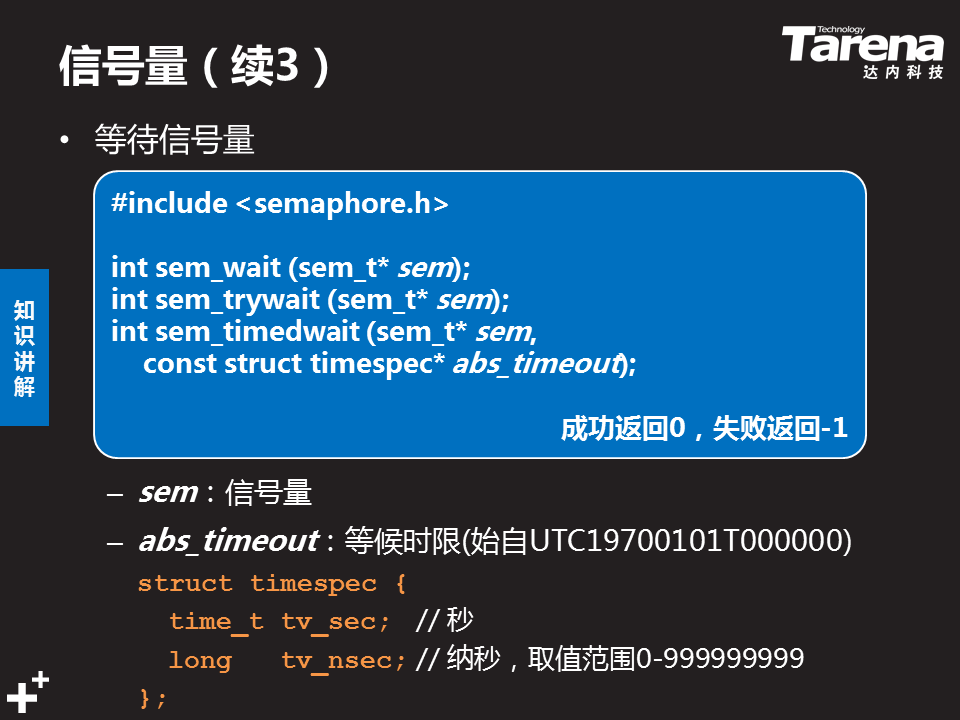 信号量（续3）
Technology
Tarena
达内科技
• 等待信号量
#include <semaphore.h>
int sem_wait (sem_t* sem);
int sem_trywait (sem_t* sem);
int sem_timedwait (sem_t* sem,
const struct timespec* abs_timeout);
成功返回0，失败返回-1
知识讲解
– sem：信号量
– abs_timeout：等候时限(始自UTC19700101T000000)
struct timespec {
time_t tv_sec; // 秒
long tv_nsec; // 纳秒，取值范围0-999999999
};